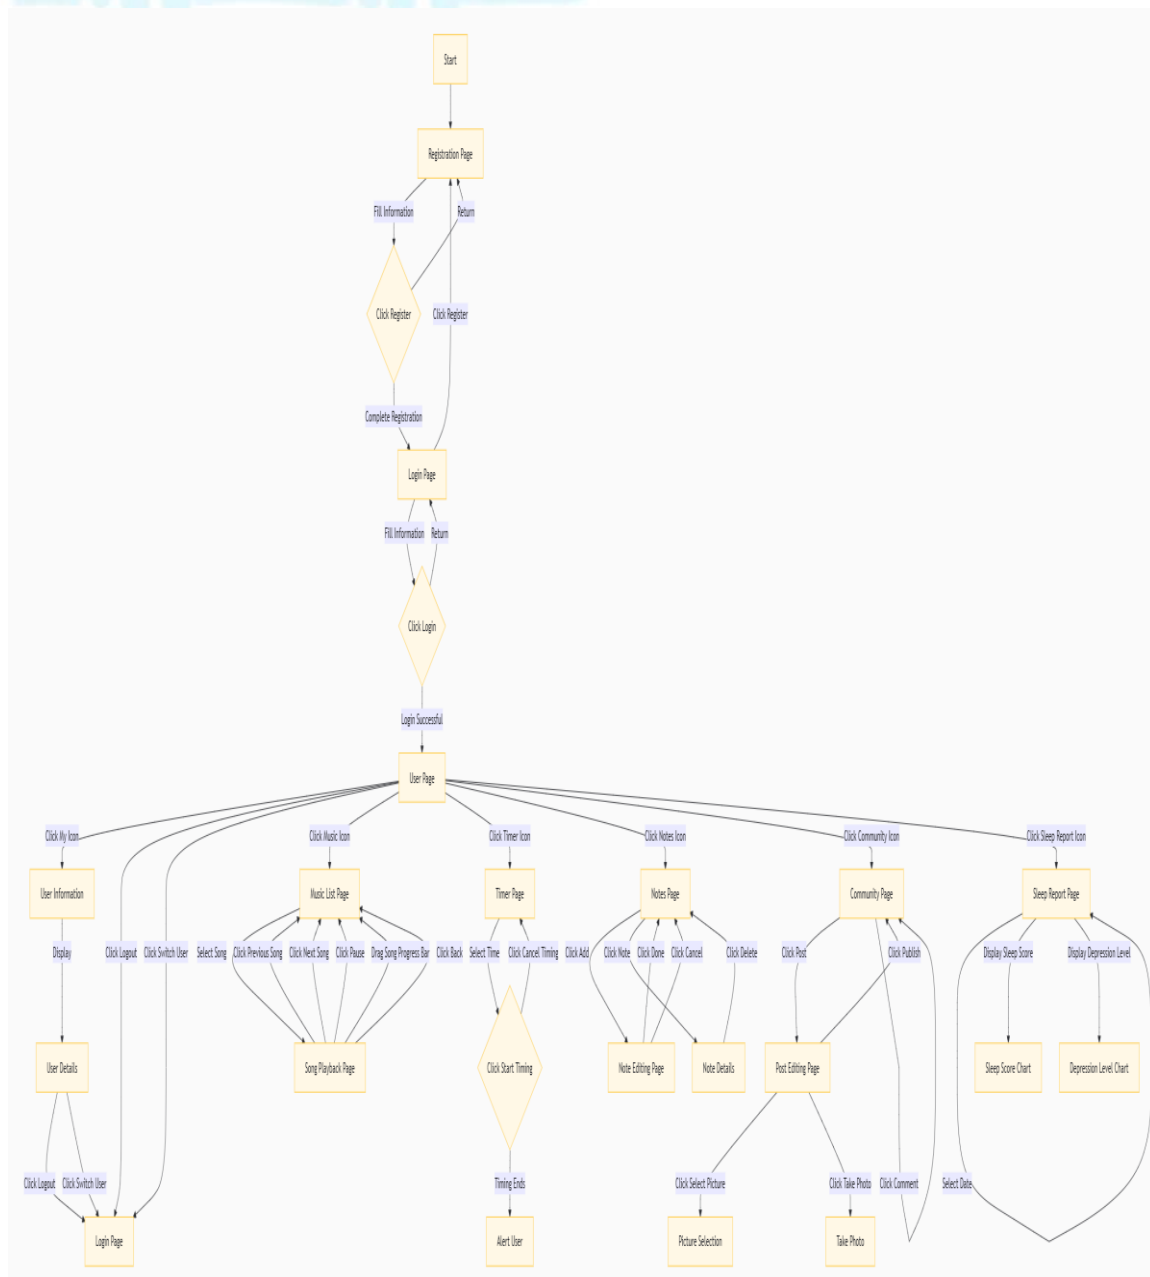 Start
Registration Page
Fill Information
Return
Click Register
Click Register
Complete Registration
Login Page
Fill Information
Return
Click Login
Login Successful
User Page
Click My Icon
Click Music Icon
Click Timer Icon
Click Notes Icon
Click Community Icon
Click Sleep Report Icon
User Information
Music List Page
Timer Page
Notes Page
Community Page
Sleep Report Page
Display
Click Logout
Click Switch User
Select Song
Click Previous Song
Click Next Song
Click Pause
Drag Song Progress Bar
Click Back
Select Time
Click Cancel Timing
Click Add
Click Note
Click Done
Click Cancel
Click Delete
Click Post
Click Publish
Display Sleep Score
Display Depression Level
User Details
Song Playback Page
Click Start Timing
Note Editing Page
Note Details
Post Editing Page
Sleep Score Chart
Depression Level Chart
Click Logout
Click Switch User
Timing Ends
Click Select Picture
Click Take Photo
Click Comment
Select Date
Login Page
Alert User
Picture Selection
Take Photo